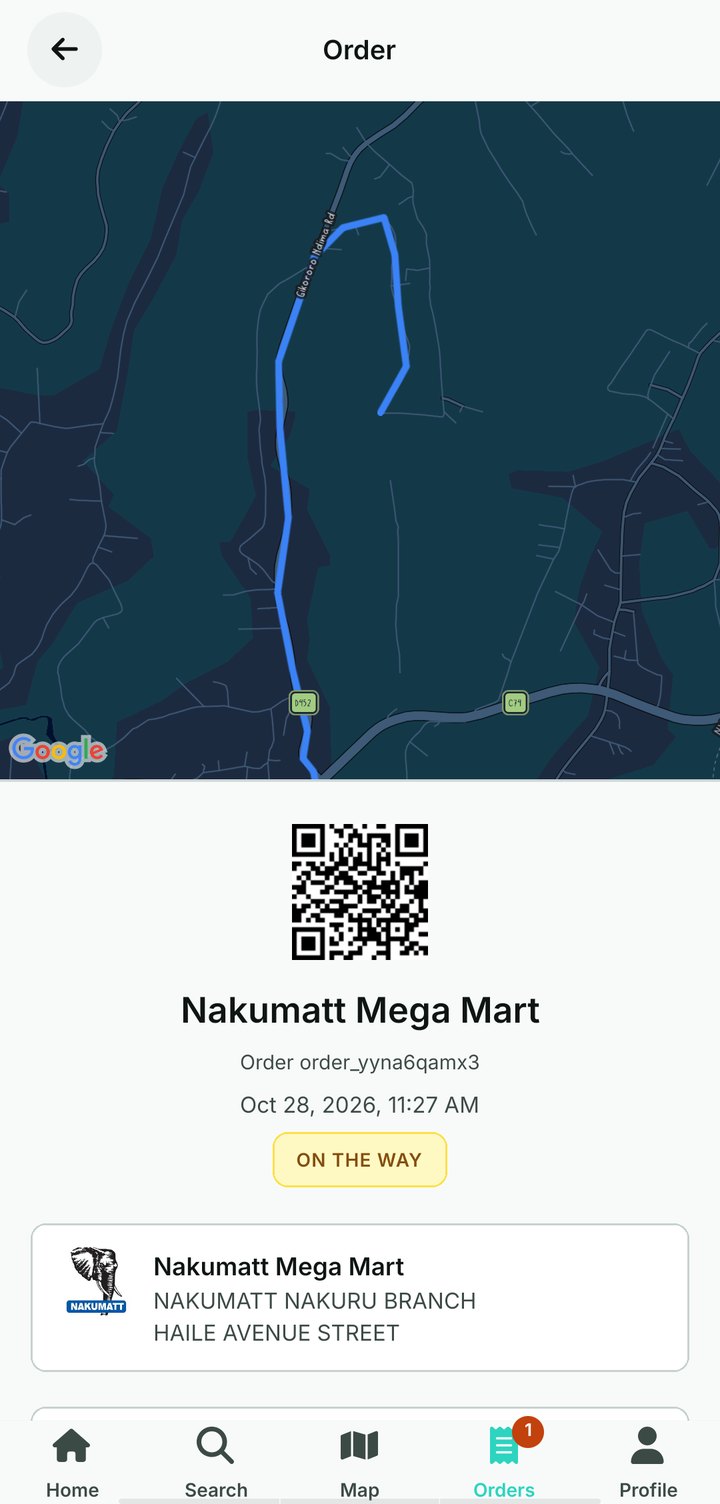 Order
Gikororo Ndima Rd
D452
C74
Google
Nakumatt Mega Mart
Order order_yyna6qamx3
Oct 28, 2026, 11:27 AM
ON THE WAY
NAKUMATT
Nakumatt Mega Mart
NAKUMATT NAKURU BRANCH
HAILE AVENUE STREET
1
Home
Search
Map
Orders
Profile